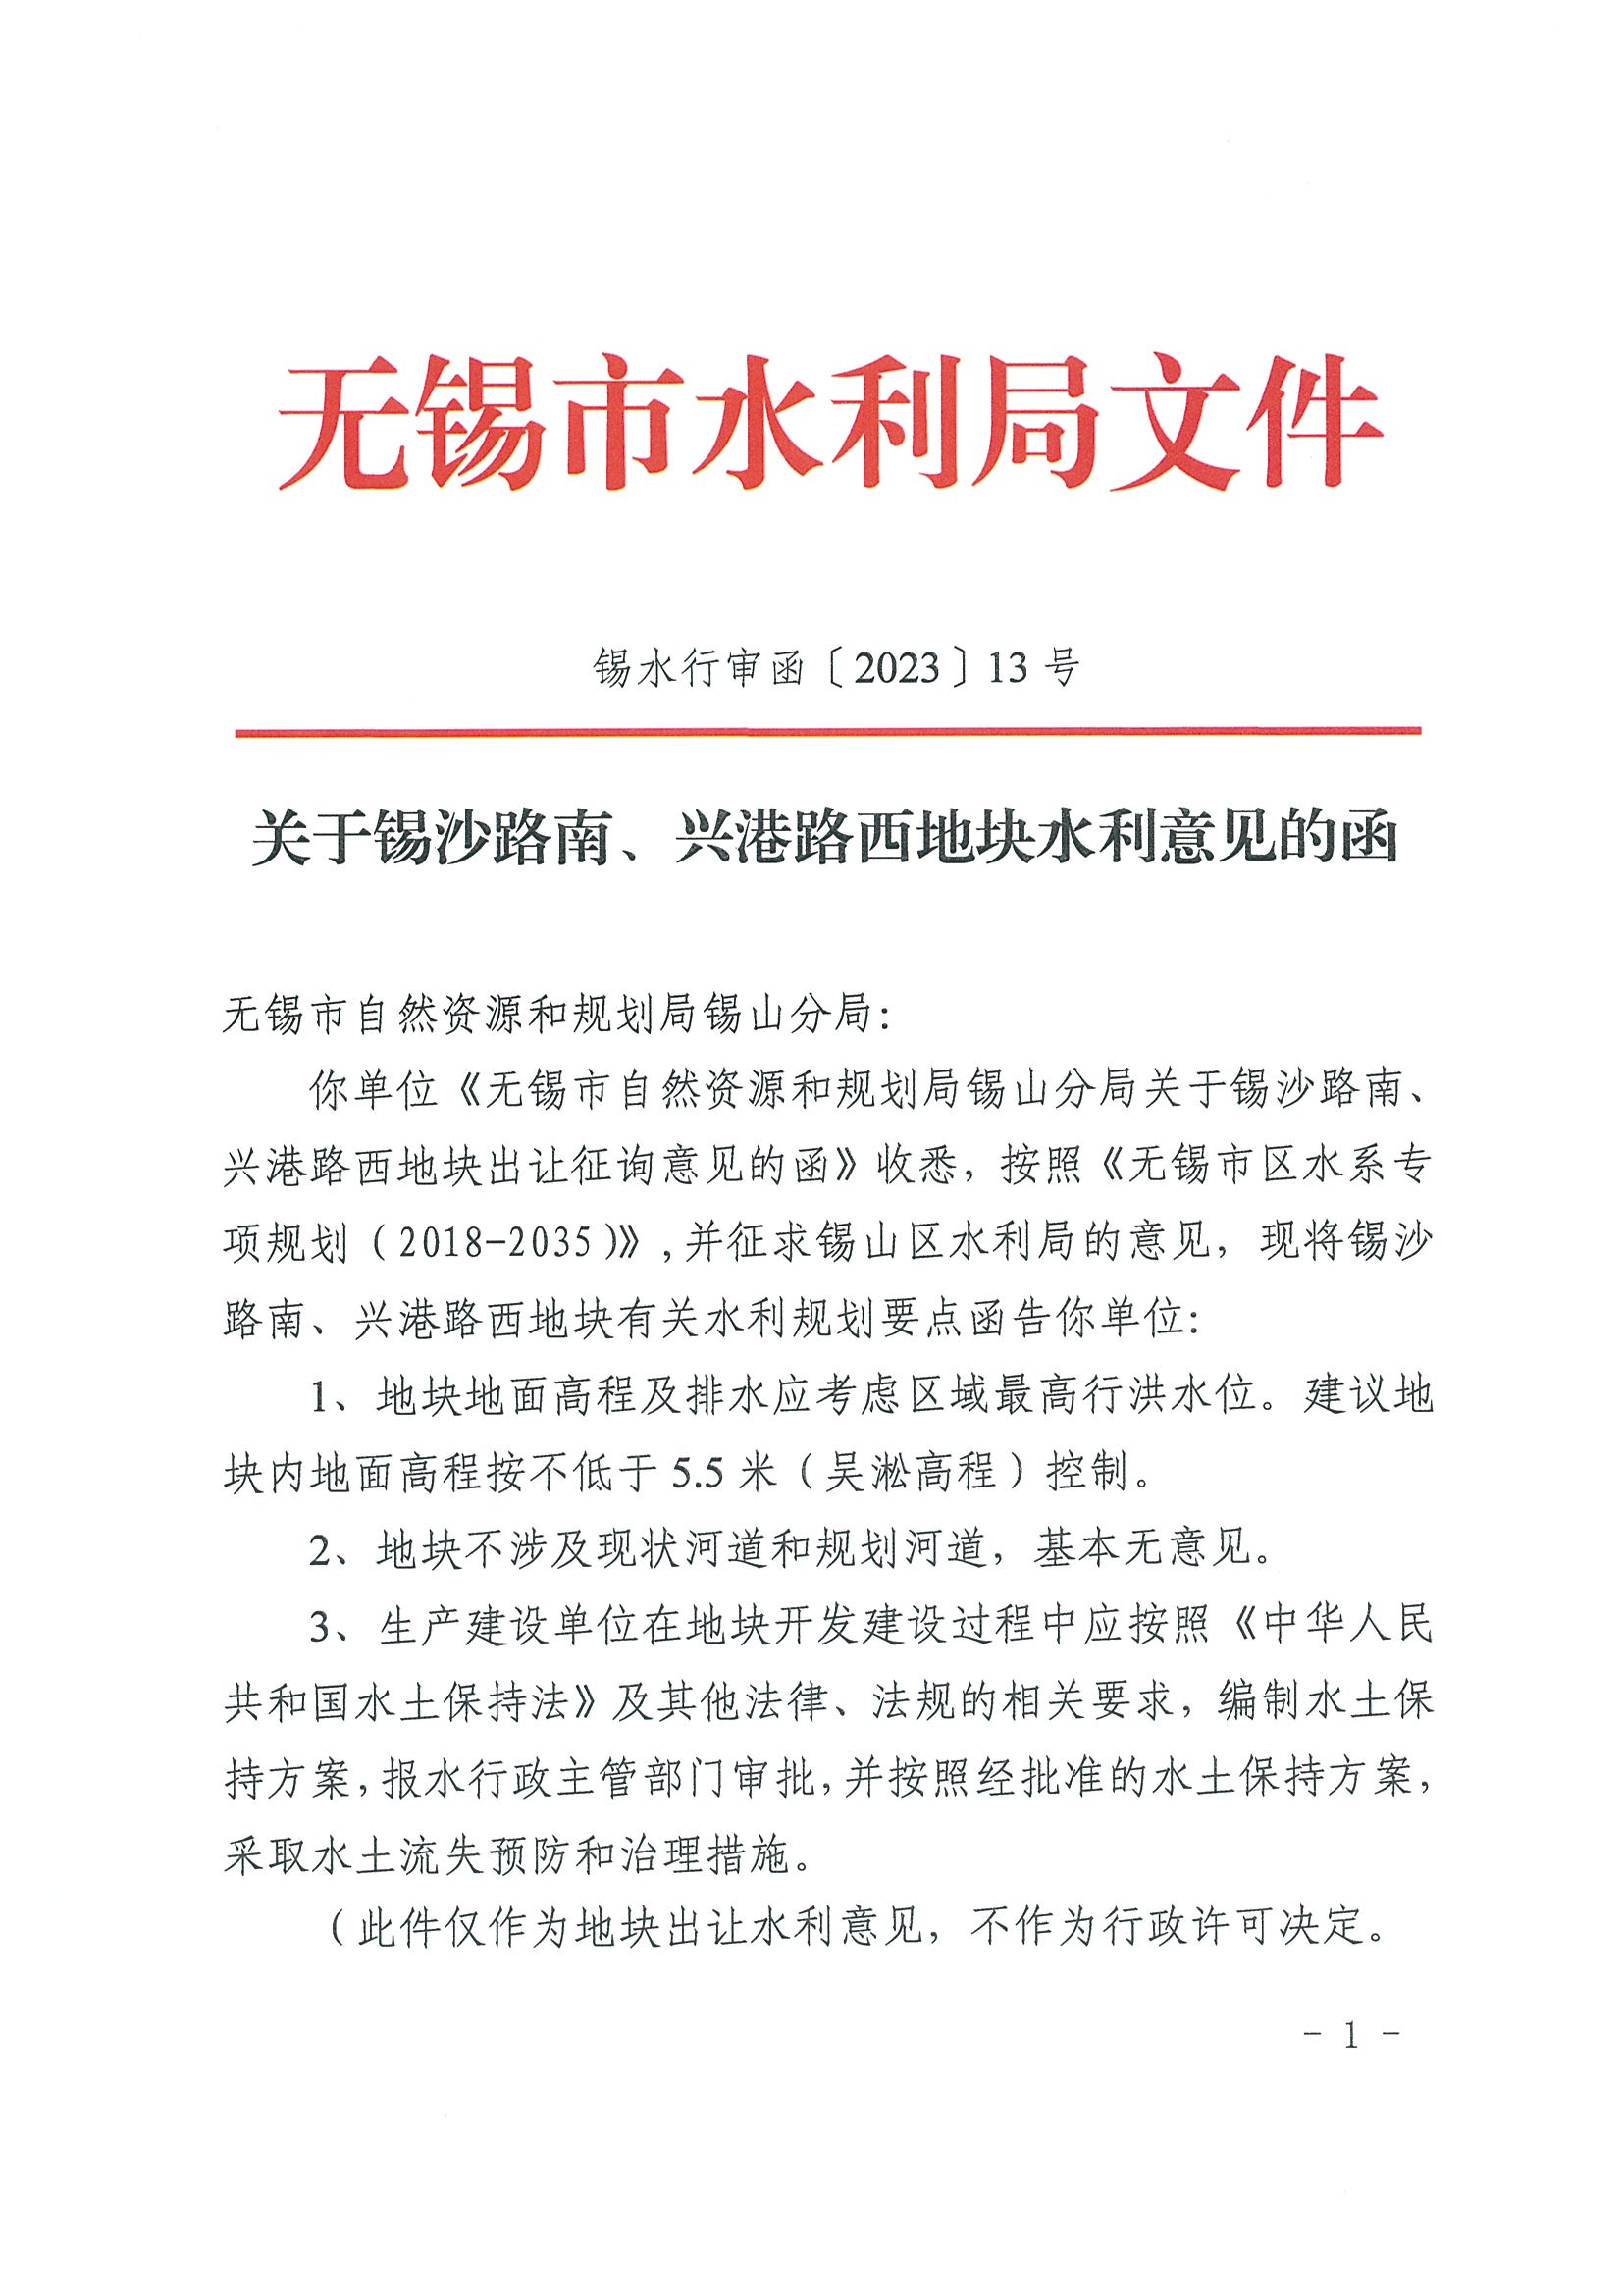 无锡市水利局文件
锡水行审函〔2023〕13 号
关于锡沙路南、兴港路西地块水利意见的函
无锡市自然资源和规划局锡山分局：
你单位《无锡市自然资源和规划局锡山分局关于锡沙路南、
兴港路西地块出让征询意见的函》收悉，按照《无锡市区水系专
项规划（2018-2035）》，并征求锡山区水利局的意见，现将锡沙
路南、兴港路西地块有关水利规划要点函告你单位：
1、地块地面高程及排水应考虑区域最高行洪水位。建议地
块内地面高程按不低于 5.5 米（吴淞高程）控制。
2、地块不涉及现状河道和规划河道，基本无意见。
3、生产建设单位在地块开发建设过程中应按照《中华人民
共和国水土保持法》及其他法律、法规的相关要求，编制水土保
持方案，报水行政主管部门审批，并按照经批准的水土保持方案，
采取水土流失预防和治理措施。
（此件仅作为地块出让水利意见，不作为行政许可决定。
- 1 -